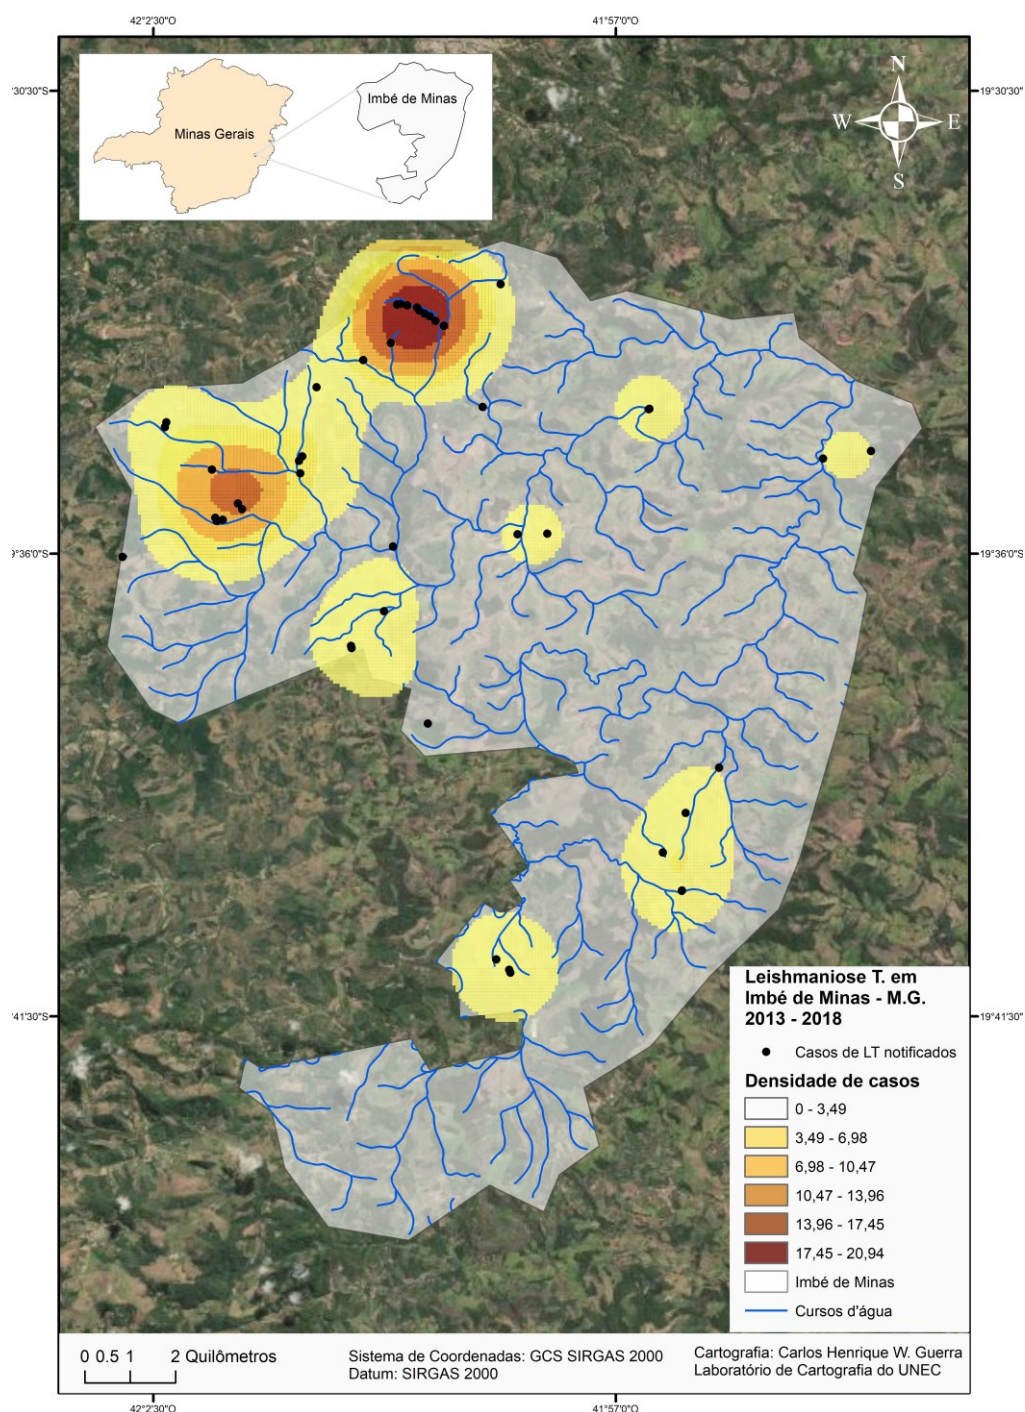 42°2'30"O
41°57'0"O
30'30"S
19°30'30"S
Minas Gerais
Imbé de Minas
N
W
E
S
9°36'0"S
19°36'0"S
'41'30"S
19°41'30"S
Leishmaniose T. em
Imbé de Minas - M.G.
2013 - 2018
Casos de LT notificados
Densidade de casos
0 - 3,49
3,49 - 6,98
6,98 - 10,47
10,47 - 13,96
13,96 - 17,45
17,45 - 20,94
Imbé de Minas
Cursos d'água
0 0.5 1 2 Quilômetros
Sistema de Coordenadas: GCS SIRGAS 2000
Datum: SIRGAS 2000
Cartografia: Carlos Henrique W. Guerra
Laboratório de Cartografia do UNEC
42°2'30"O
41°57'0"O